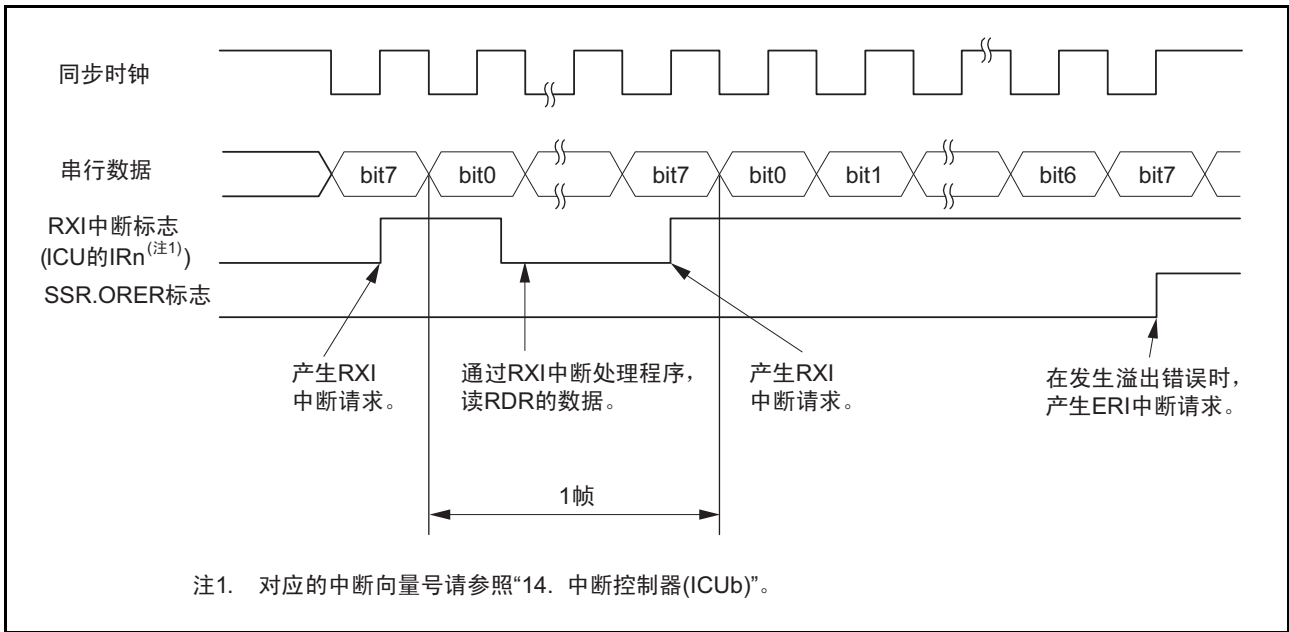 同步时钟
串行数据
bit7 bit0 bit7 bit0 bit1 bit6 bit7
RXI中断标志
(ICU的IRn(注1))
SSR.ORER标志
产生RXI
中断请求。
通过RXI中断处理程序，
读RDR的数据。
产生RXI
中断请求。
在发生溢出错误时，
产生ERI中断请求。
1帧
注1. 对应的中断向量号请参照“14. 中断控制器(ICUb)”。